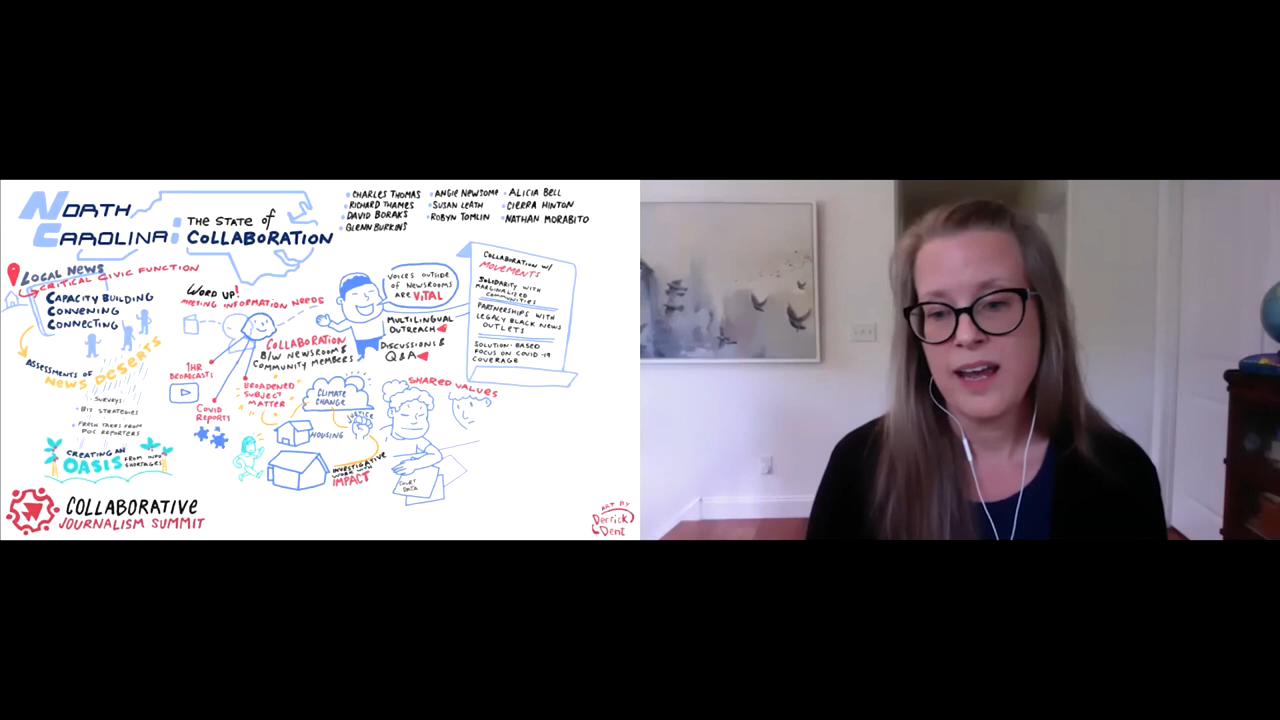 NORTH
CAROLINA:
THE STATE of
COLLABORATION
• CHARLES THOMAS
• RICHARD THAMES
• DAVID BORAKS
• GLENN BURKINS
• ANGIE NEWSOME
• SUSAN LEATH
• ROBYN TOMLIN
• ALICIA BELL
• CIERRA HINTON
• NATHAN MORABITO
LOCAL NEWS
CRITICAL CIVIC FUNCTION
CAPACITY BUILDING
CONVENING
CONNECTING
ASSESSMENTS OF
NEWS DESERTS
• SURVEYS
• BIZ STRATEGIES
• FRESH TAKES FROM
POC REPORTERS
CREATING AN
OASIS FROM INFO
SHORTAGES
WORD UP!
MEETING INFORMATION NEEDS
1HR
BROADCASTS
COVID
REPORTS
COLLABORATION
B/W NEWSROOM &
COMMUNITY MEMBERS
BROADENED
SUBJECT
MATTER
CLIMATE
CHANGE
JUSTICE
HOUSING
INVESTIGATIVE
WORK WITH
IMPACT
VOICES OUTSIDE
OF NEWSROOMS
ARE VITAL
MULTILINGUAL
OUTREACH
DISCUSSIONS &
Q&A
SHARED VALUES
COURT
DATA
COLLABORATION W/
MOVEMENTS
SOLIDARITY WITH
MARGINALISED
COMMUNITIES
PARTNERSHIPS WITH
LEGACY BLACK NEWS
OUTLETS
SOLUTION-BASED
FOCUS ON COVID-19
COVERAGE
COLLABORATIVE
JOURNALISM SUMMIT
ART BY
Derrick
Dent